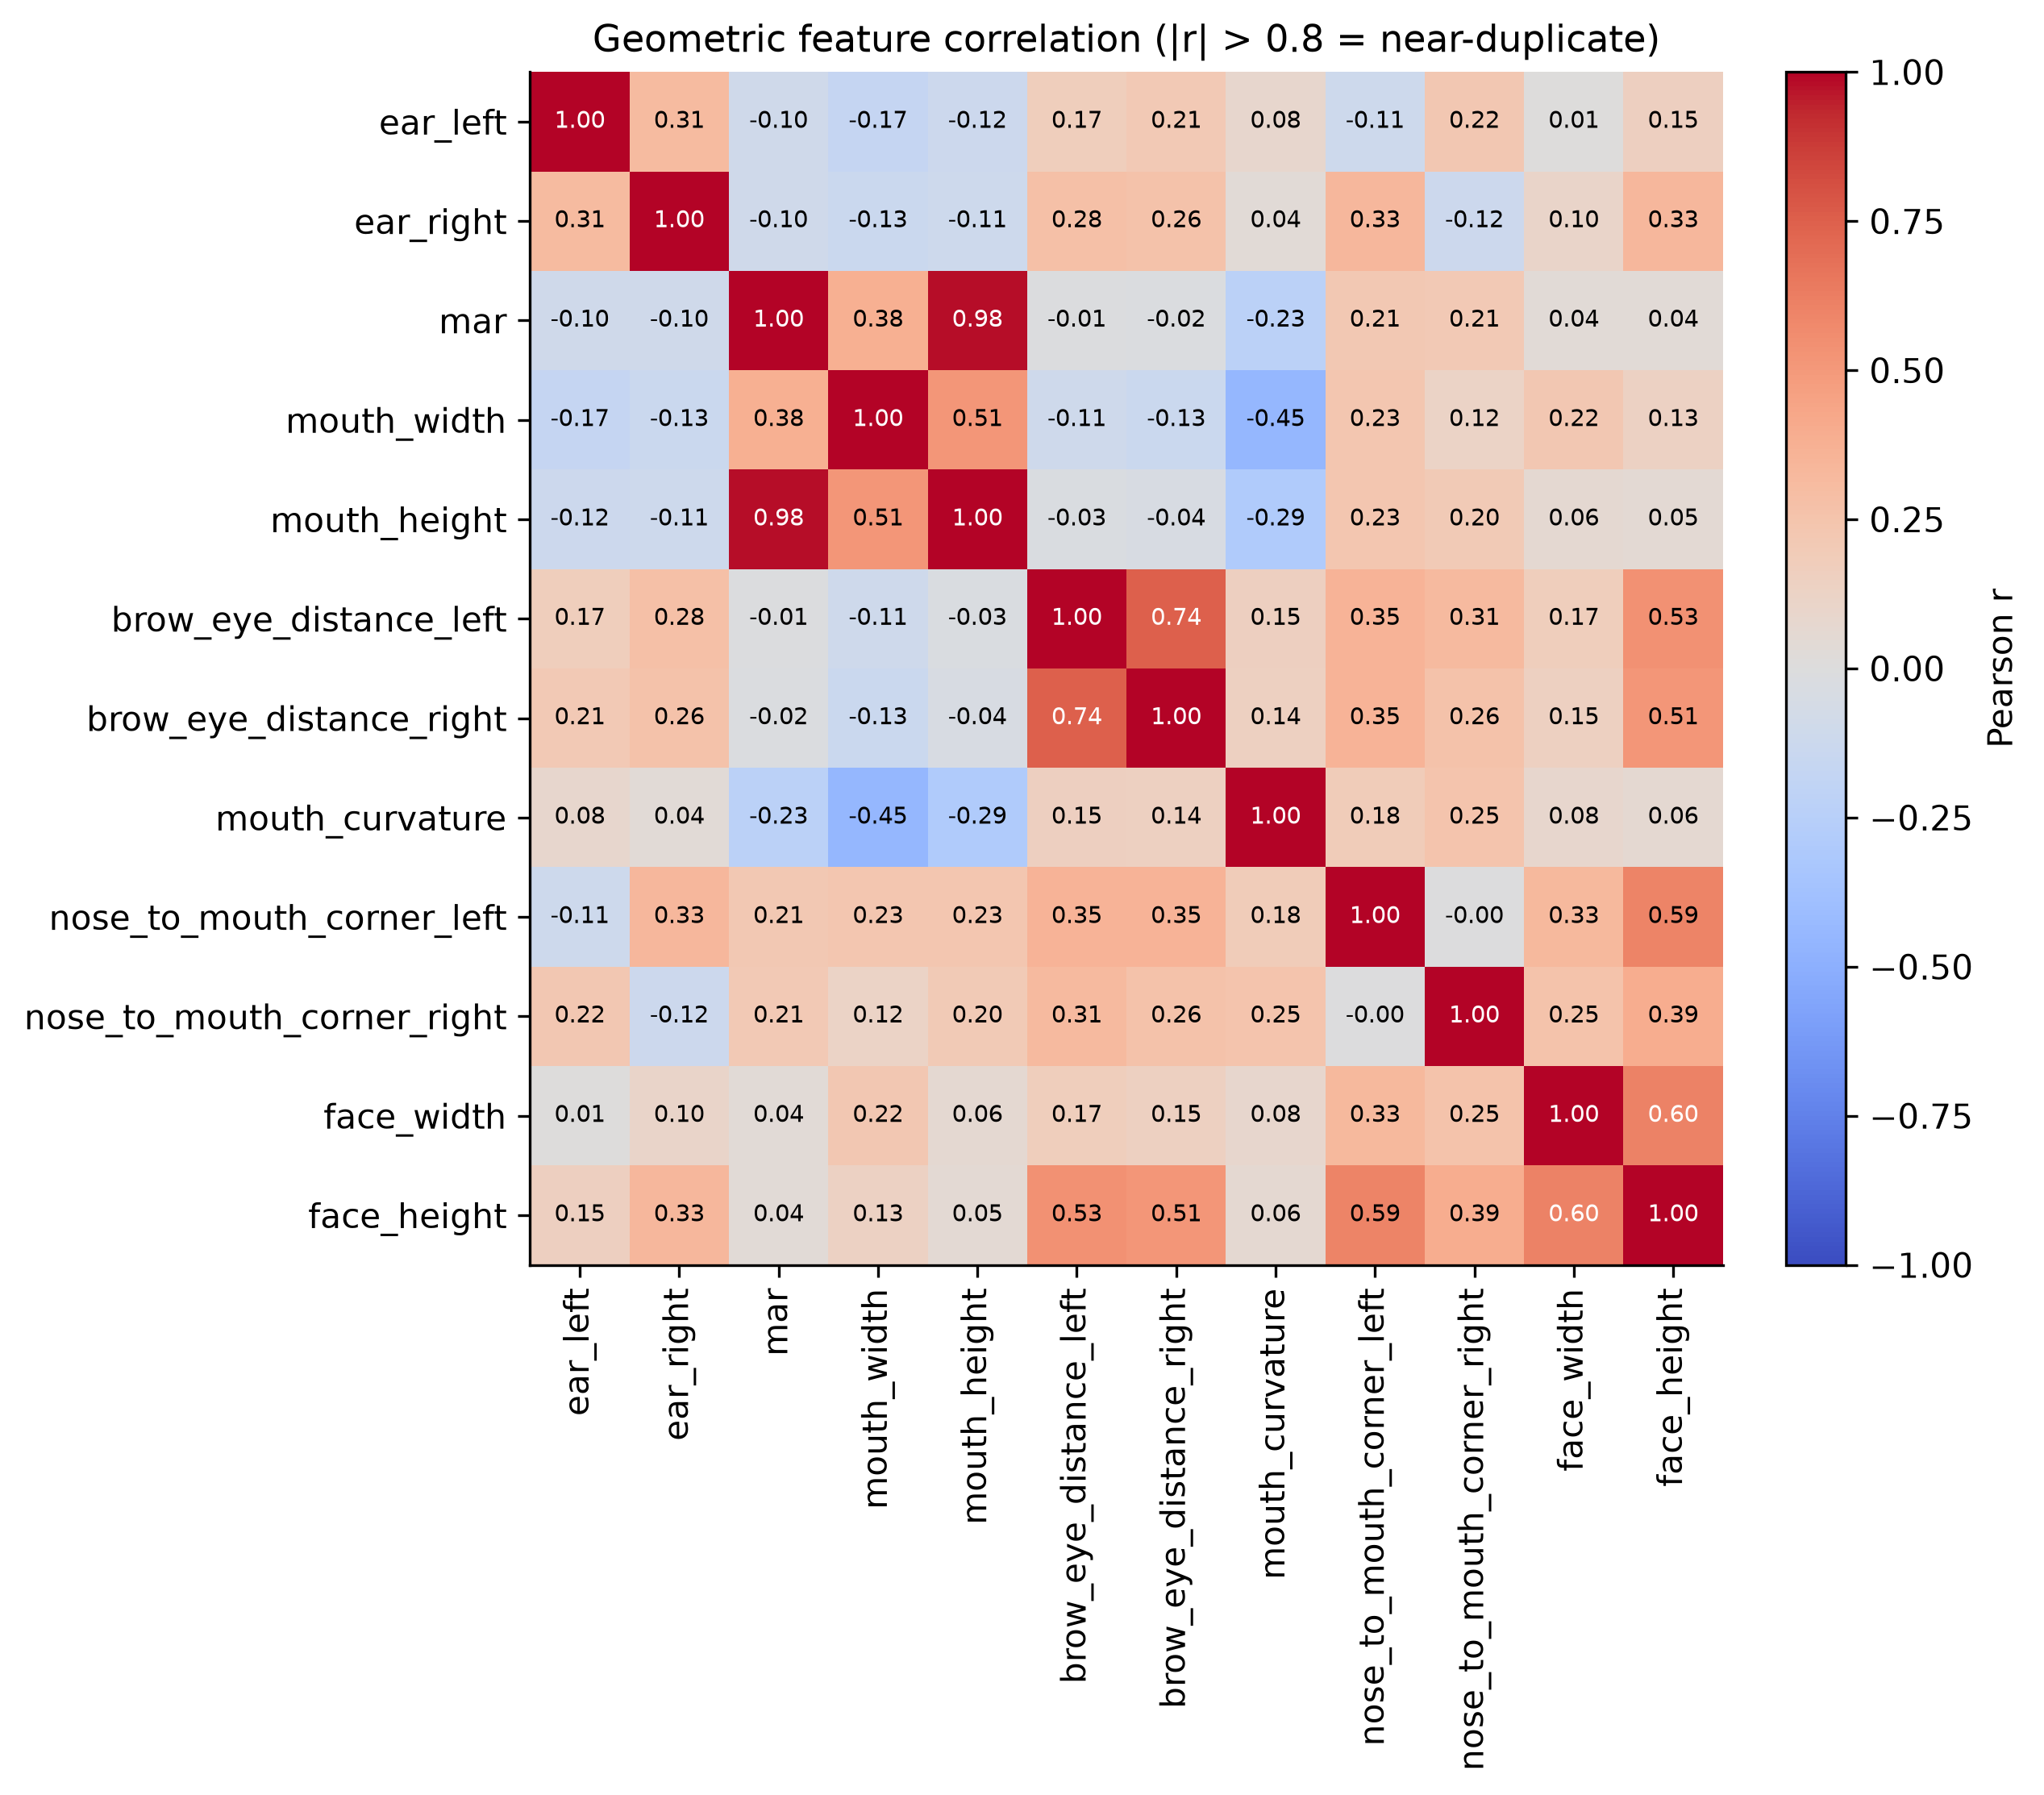 Geometric feature correlation (|r| > 0.8 = near-duplicate)
ear_left 1.00 0.31 -0.10 -0.17 -0.12 0.17 0.21 0.08 -0.11 0.22 0.01 0.15
ear_right 0.31 1.00 -0.10 -0.13 -0.11 0.28 0.26 0.04 0.33 -0.12 0.10 0.33
mar -0.10 -0.10 1.00 0.38 0.98 -0.01 -0.02 -0.23 0.21 0.21 0.04 0.04
mouth_width -0.17 -0.13 0.38 1.00 0.51 -0.11 -0.13 -0.45 0.23 0.12 0.22 0.13
mouth_height -0.12 -0.11 0.98 0.51 1.00 -0.03 -0.04 -0.29 0.23 0.20 0.06 0.05
brow_eye_distance_left 0.17 0.28 -0.01 -0.11 -0.03 1.00 0.74 0.15 0.35 0.31 0.17 0.53
brow_eye_distance_right 0.21 0.26 -0.02 -0.13 -0.04 0.74 1.00 0.14 0.35 0.26 0.15 0.51
mouth_curvature 0.08 0.04 -0.23 -0.45 -0.29 0.15 0.14 1.00 0.18 0.25 0.08 0.06
nose_to_mouth_corner_left -0.11 0.33 0.21 0.23 0.23 0.35 0.35 0.18 1.00 -0.00 0.33 0.59
nose_to_mouth_corner_right 0.22 -0.12 0.21 0.12 0.20 0.31 0.26 0.25 -0.00 1.00 0.25 0.39
face_width 0.01 0.10 0.04 0.22 0.06 0.17 0.15 0.08 0.33 0.25 1.00 0.60
face_height 0.15 0.33 0.04 0.13 0.05 0.53 0.51 0.06 0.59 0.39 0.60 1.00
ear_left
ear_right
mar
mouth_width
mouth_height
brow_eye_distance_left
brow_eye_distance_right
mouth_curvature
nose_to_mouth_corner_left
nose_to_mouth_corner_right
face_width
face_height
1.00
0.75
0.50
0.25
0.00
−0.25
−0.50
−0.75
−1.00
Pearson r